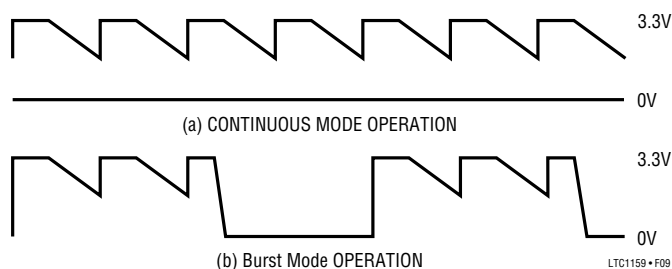 3.3V
0V
(a) CONTINUOUS MODE OPERATION
3.3V
0V
(b) Burst Mode OPERATION
LTC1159 • F09